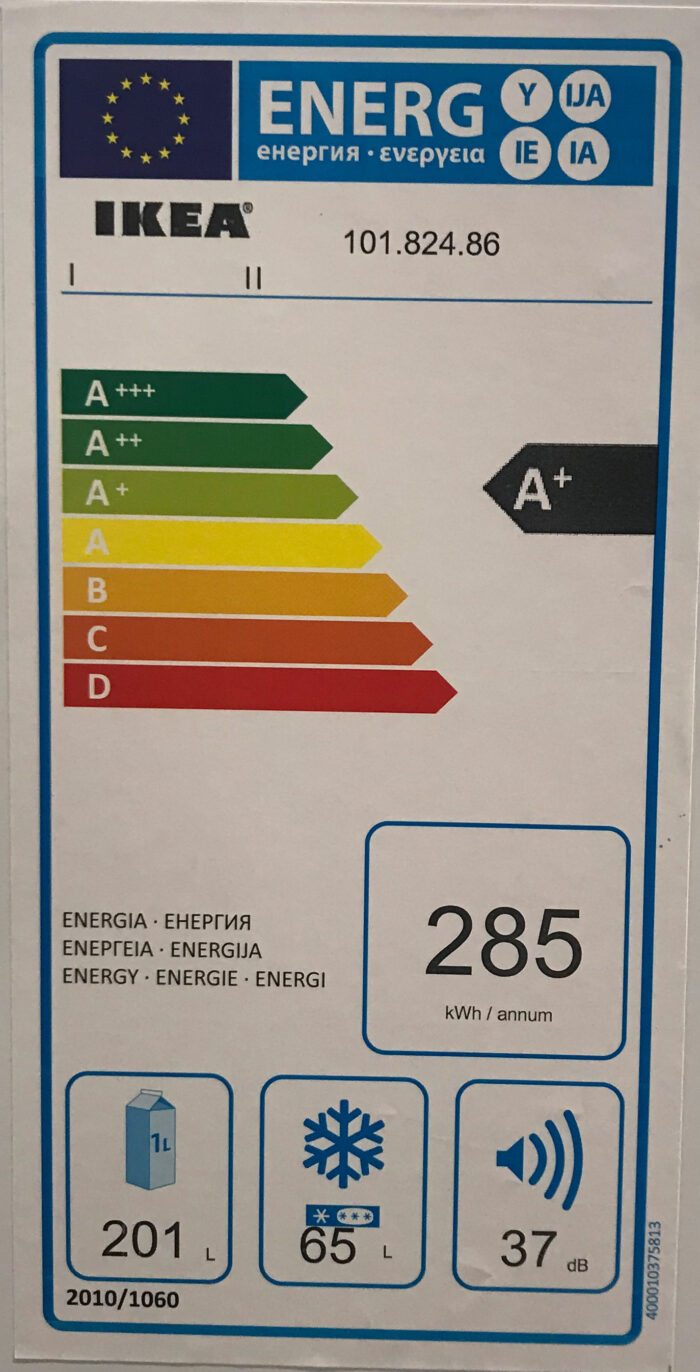 ENERG Y IJA
енергия · ενεργεια IE IA
IKEA®
101.824.86
I II
A+++
A++
A+
A+
A
B
C
D
ENERGIA · ЕНЕРГИЯ
ΕΝΕΡΓΕΙΑ · ENERGIJA
ENERGY · ENERGIE · ENERGI
285
kWh / annum
1L
201 L
65 L
37 dB
2010/1060
400010375813